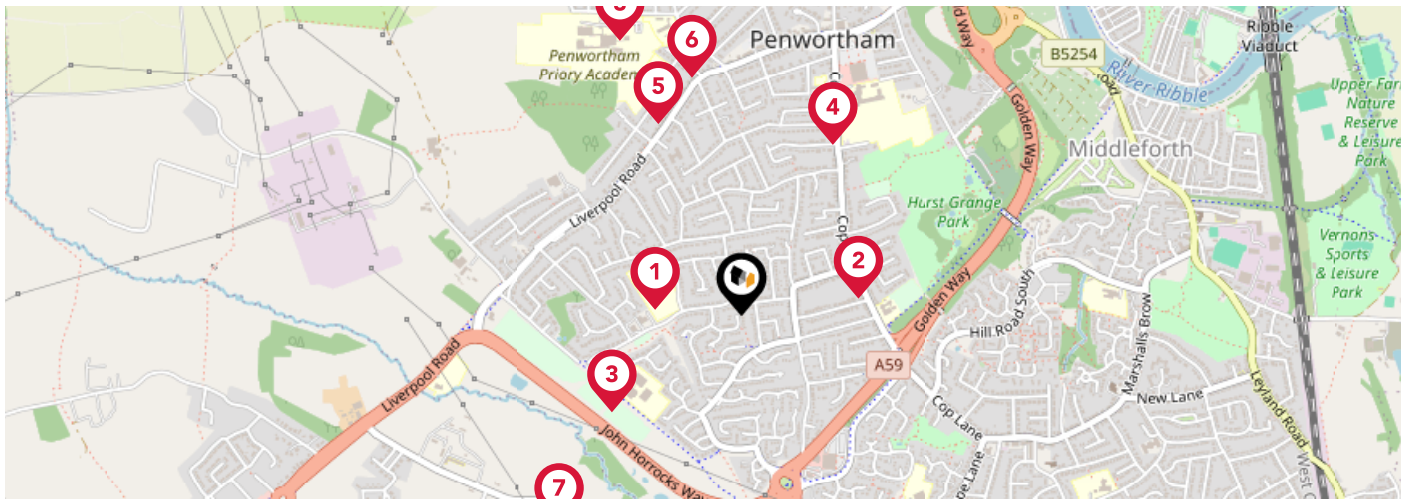 6
Penwortham
Penwortham
Priory Academ
5
4
B5254
River Ribble
Ribble
Viaduct
Upper Farm
Nature
Reserve
& Leisure
Park
Golden Way
Middleforth
Liverpool Road
Hurst Grange
Park
Cop
1
2
Vernons
Sports
& Leisure
Park
Golden Way
Hill Road South
Marshalls Brow
Liverpool Road
3
A59
New Lane
Cop Lane
Leyland Road
John Horrocks Way
7